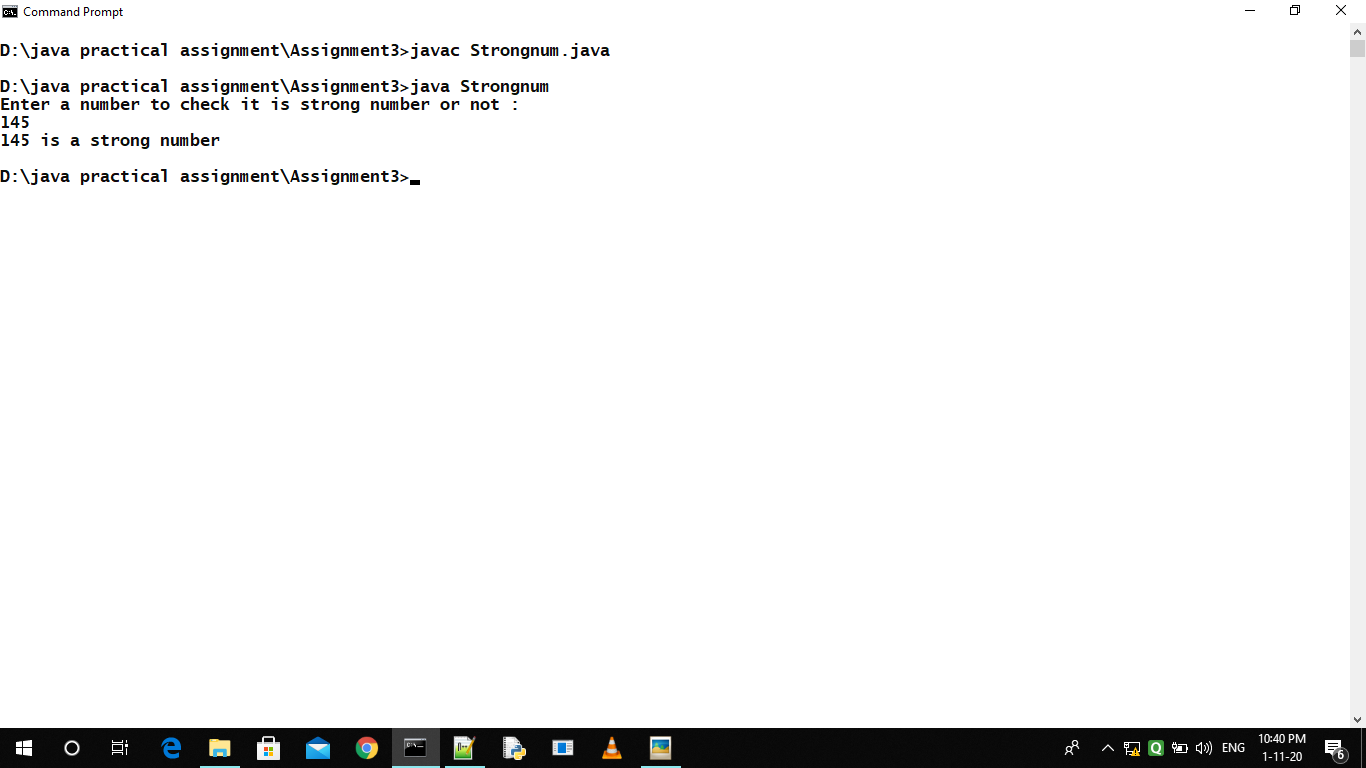 Command Prompt
D:\java practical assignment\Assignment3>javac Strongnum.java
D:\java practical assignment\Assignment3>java Strongnum
Enter a number to check it is strong number or not :
145
145 is a strong number
D:\java practical assignment\Assignment3>
ENG
10:40 PM
1-11-20
6